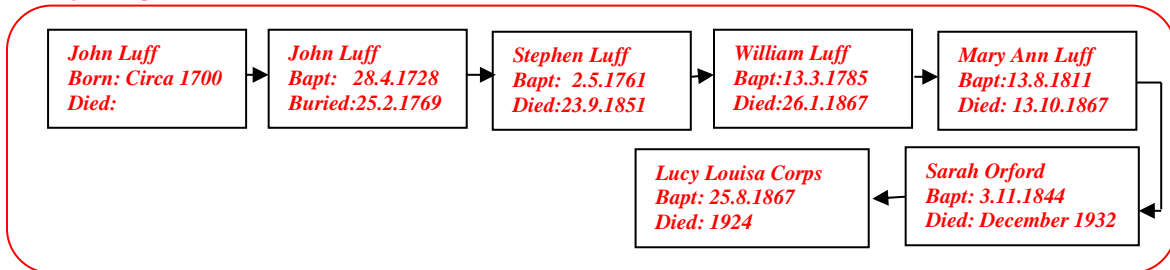 John Luff
Born: Circa 1700
Died:
John Luff
Bapt: 28.4.1728
Buried:25.2.1769
Stephen Luff
Bapt: 2.5.1761
Died:23.9.1851
William Luff
Bapt:13.3.1785
Died:26.1.1867
Mary Ann Luff
Bapt:13.8.1811
Died: 13.10.1867
Sarah Orford
Bapt: 3.11.1844
Died: December 1932
Lucy Louisa Corps
Bapt: 25.8.1867
Died: 1924